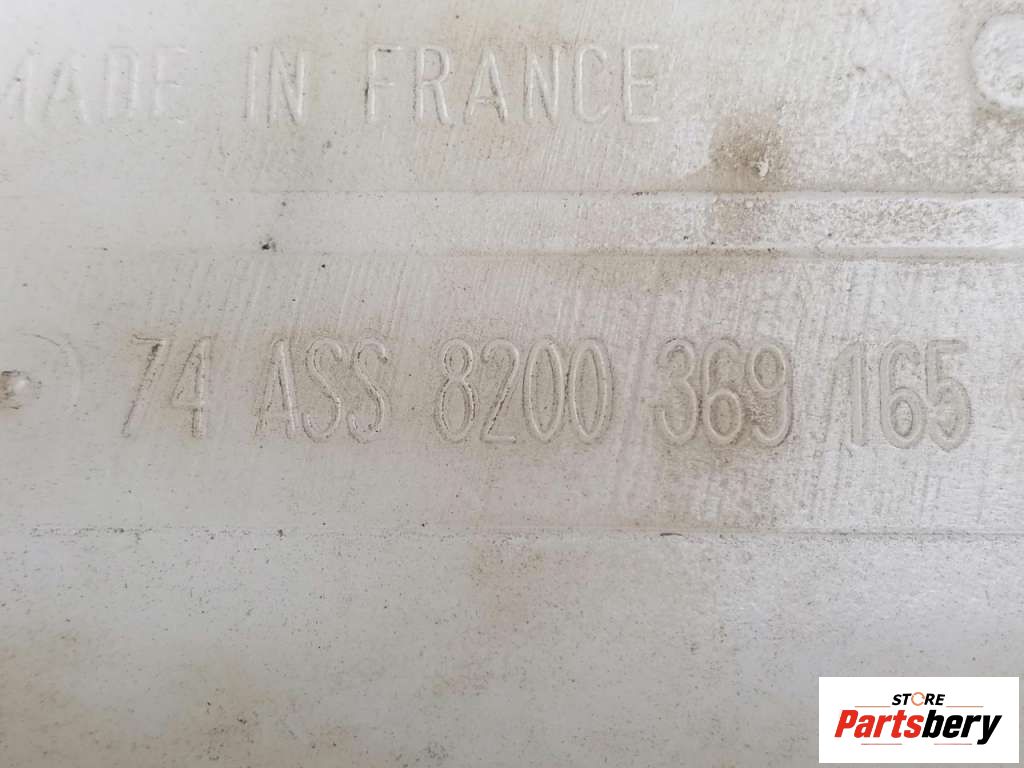 MADE IN FRANCE
74 ASS 8200 369 165
STORE
Partsbery